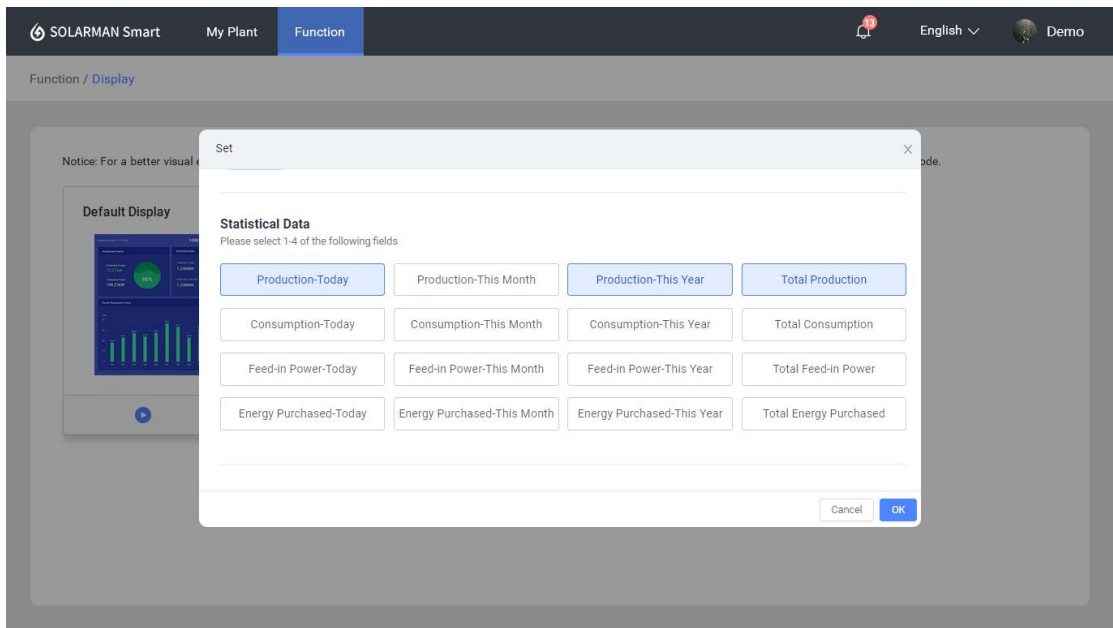 SOLARMAN Smart My Plant Function 13 English Demo
Function / Display
Set
Notice: For a better visual
Default Display
Statistical Data
Please select 1-4 of the following fields
Production-Today Production-This Month Production-This Year Total Production
Consumption-Today Consumption-This Month Consumption-This Year Total Consumption
Feed-in Power-Today Feed-in Power-This Month Feed-in Power-This Year Total Feed-in Power
Energy Purchased-Today Energy Purchased-This Month Energy Purchased-This Year Total Energy Purchased
Cancel OK